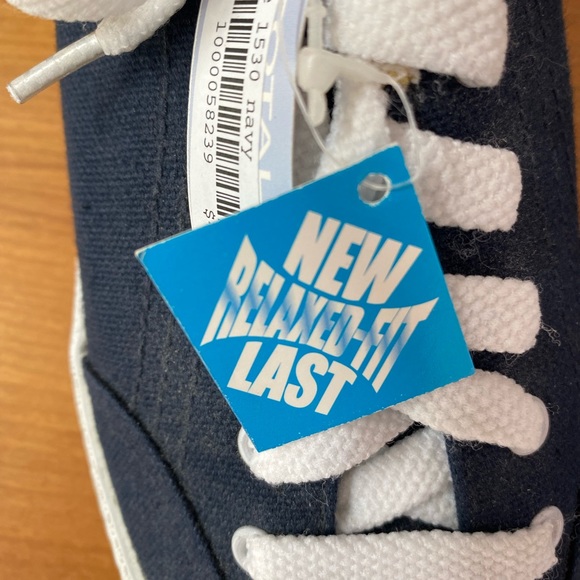 1530 navy
1000058239
NEW
RELAXED-FIT
LAST